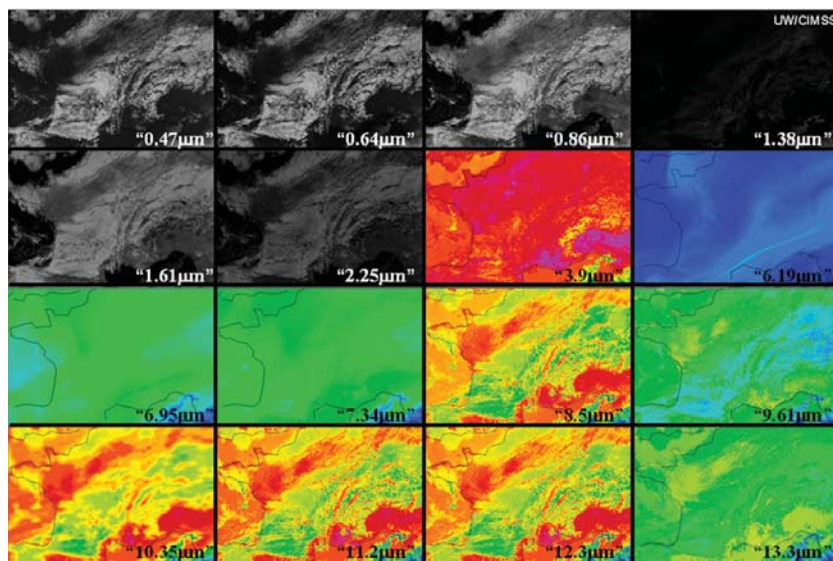 UW/CIMSS
“0.47µm”
“0.64µm”
“0.86µm”
“1.38µm”
“1.61µm”
“2.25µm”
“3.9µm”
“6.19µm”
“6.95µm”
“7.34µm”
“8.5µm”
“9.61µm”
“10.35µm”
“11.2µm”
“12.3µm”
“13.3µm”